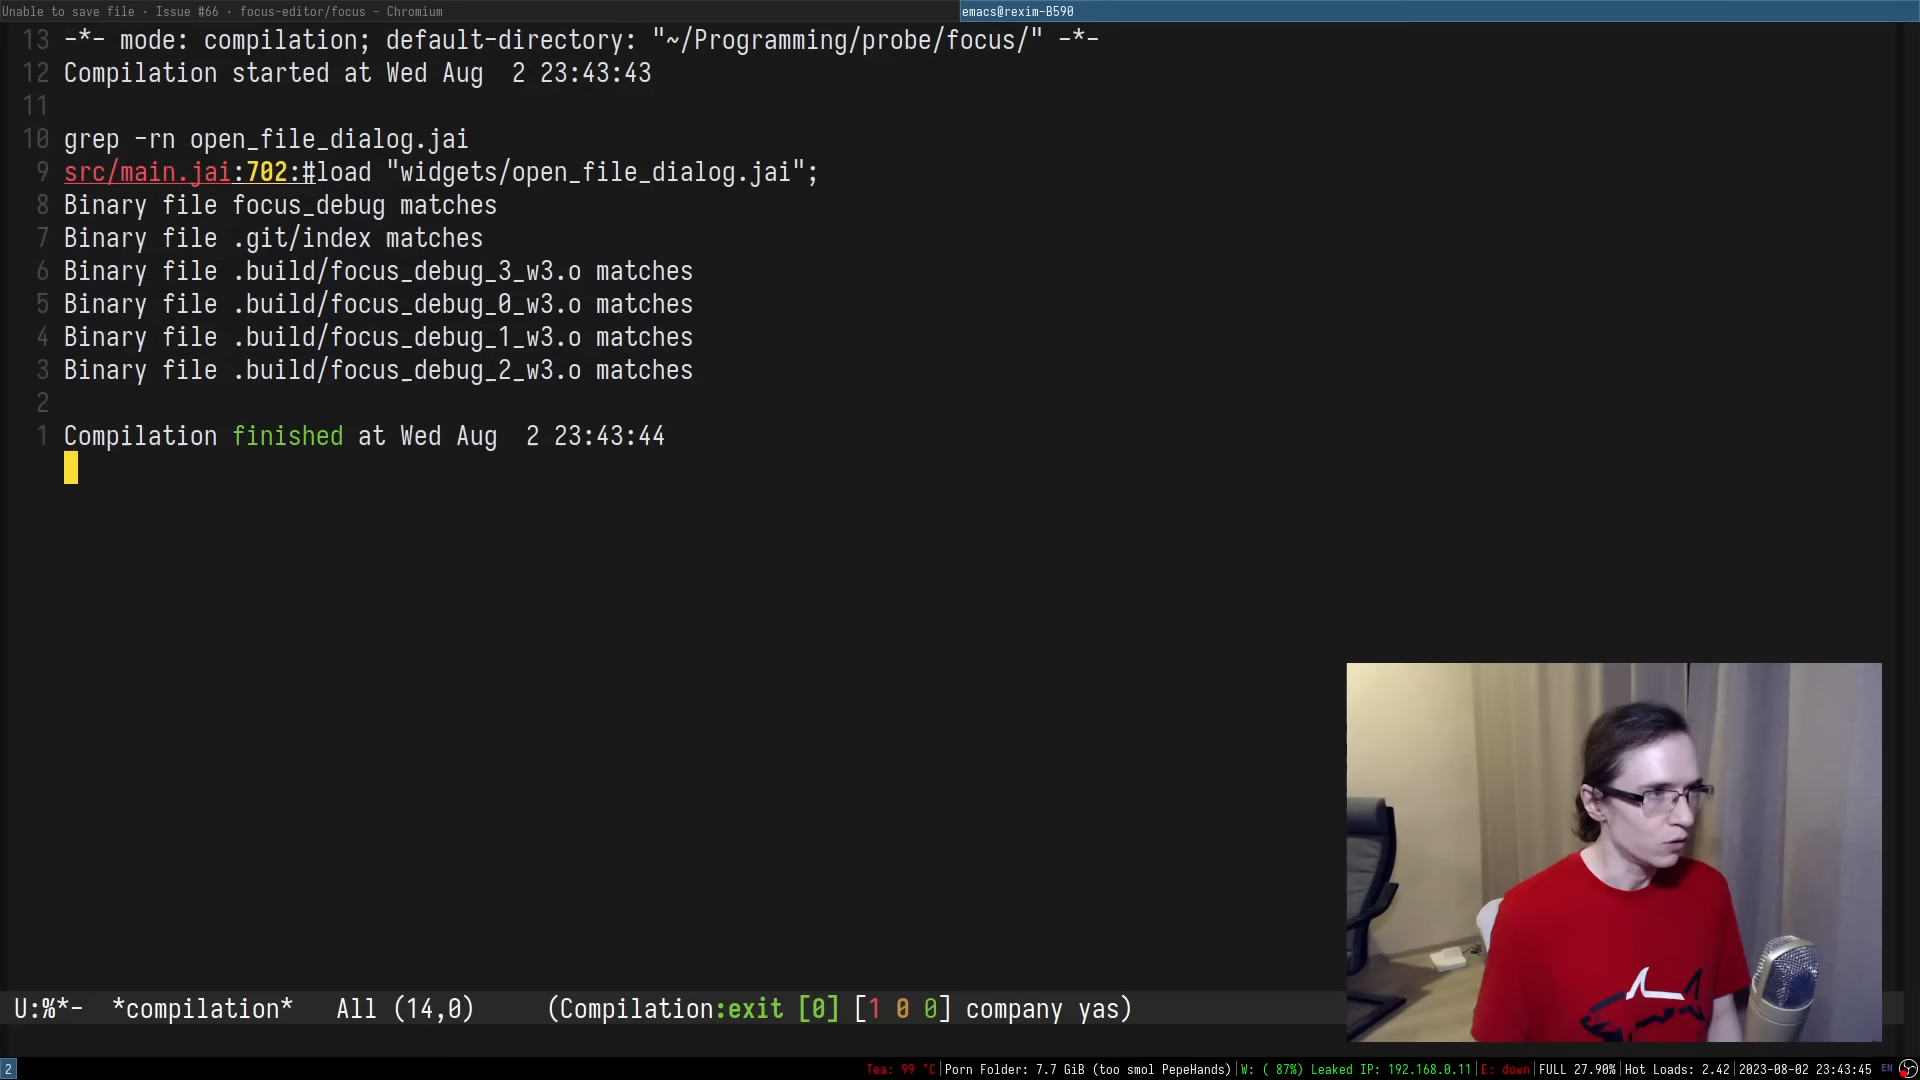 Unable to save file · Issue #66 · focus-editor/focus - Chromium
emacs@rexim-B590
13 -*- mode: compilation; default-directory: "~/Programming/probe/focus/" -*-
12 Compilation started at Wed Aug  2 23:43:43
11
10 grep -rn open_file_dialog.jai
9 src/main.jai:702:#load "widgets/open_file_dialog.jai";
8 Binary file focus_debug matches
7 Binary file .git/index matches
6 Binary file .build/focus_debug_3_w3.o matches
5 Binary file .build/focus_debug_0_w3.o matches
4 Binary file .build/focus_debug_1_w3.o matches
3 Binary file .build/focus_debug_2_w3.o matches
2
1 Compilation finished at Wed Aug  2 23:43:44
U:%*-  *compilation*   All (14,0)     (Compilation:exit [0] [1 0 0] company yas)
2
Tea: 99 °C|Porn Folder: 7.7 GiB (too smol PepeHands)|W: ( 87%) Leaked IP: 192.168.0.11|E: down|FULL 27.90%|Hot Loads: 2.42|2023-08-02 23:43:45 EN